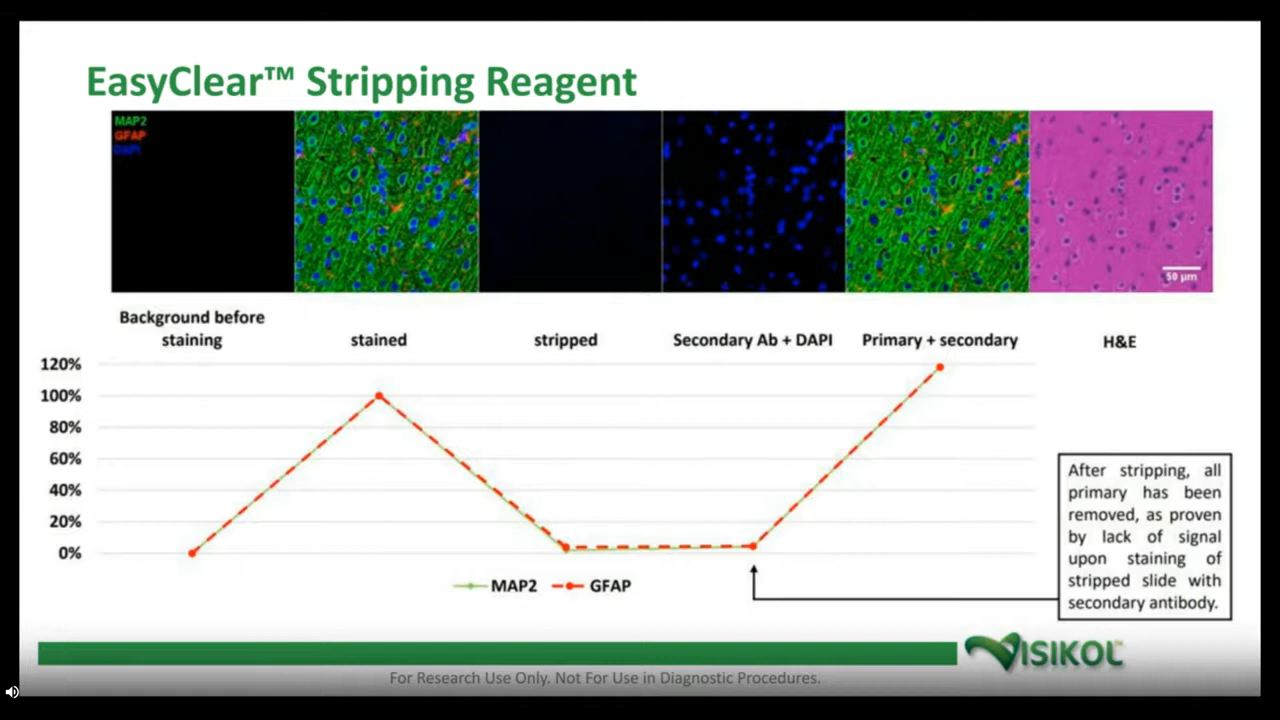 EasyClear™ Stripping Reagent
MAP2
GFAP
DAPI
50 µm
Background before
staining
stained
stripped
Secondary Ab + DAPI
Primary + secondary
H&E
120%
100%
80%
60%
40%
20%
0%
MAP2
GFAP
After stripping, all
primary has been
removed, as proven
by lack of signal
upon staining of
stripped slide with
secondary antibody.
VISIKOL™
For Research Use Only. Not For Use in Diagnostic Procedures.